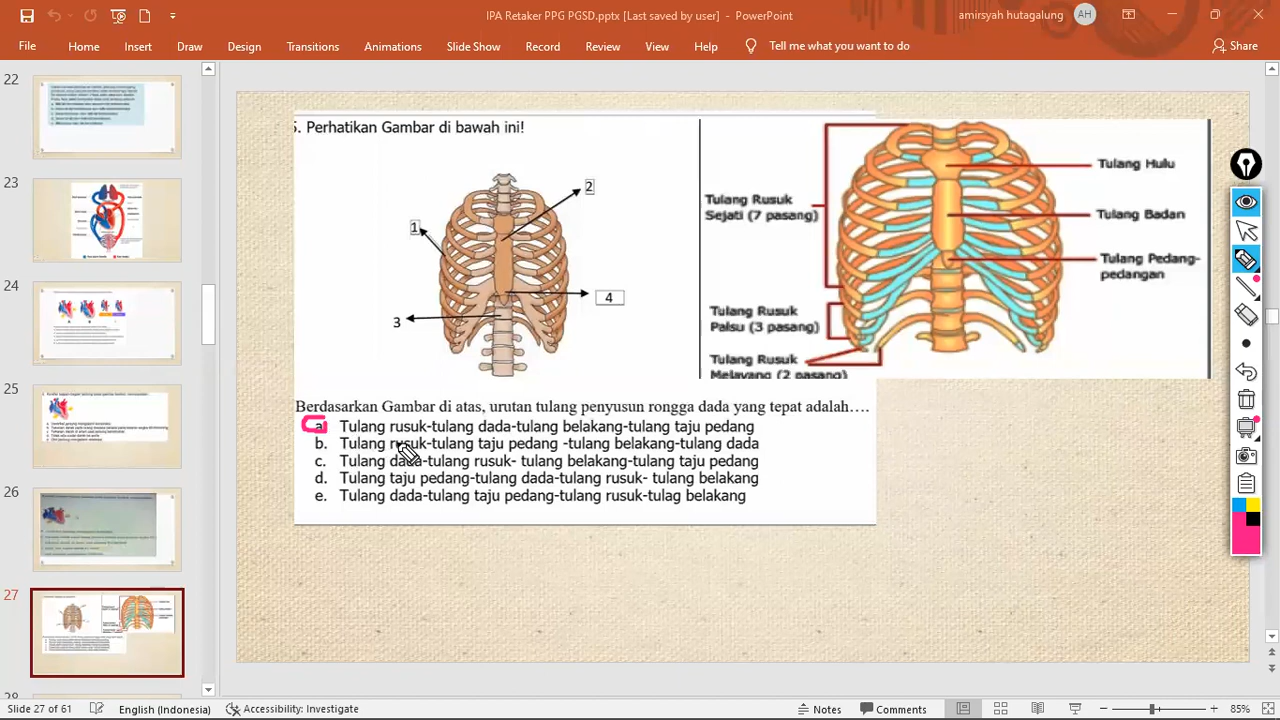 IPA Retaker PPG PGSD.pptx [Last saved by user] - PowerPoint
amirsyah hutagalung
AH
File Home Insert Draw Design Transitions Animations Slide Show Record Review View Help Tell me what you want to do
Share
22
23
24
25
26
27
28
5. Perhatikan Gambar di bawah ini!
2
1
4
3
Tulang Rusuk
Sejati (7 pasang)
Tulang Rusuk
Palsu (3 pasang)
Tulang Rusuk
Melayang (2 pasang)
Tulang Hulu
Tulang Badan
Tulang Pedang-
pedangan
Berdasarkan Gambar di atas, urutan tulang penyusun rongga dada yang tepat adalah….
a. Tulang rusuk-tulang dada-tulang belakang-tulang taju pedang
b. Tulang rusuk-tulang taju pedang -tulang belakang-tulang dada
c. Tulang dada-tulang rusuk- tulang belakang-tulang taju pedang
d. Tulang taju pedang-tulang dada-tulang rusuk- tulang belakang
e. Tulang dada-tulang taju pedang-tulang rusuk-tulag belakang
Slide 27 of 61
English (Indonesia)
Accessibility: Investigate
Notes
Comments
85%